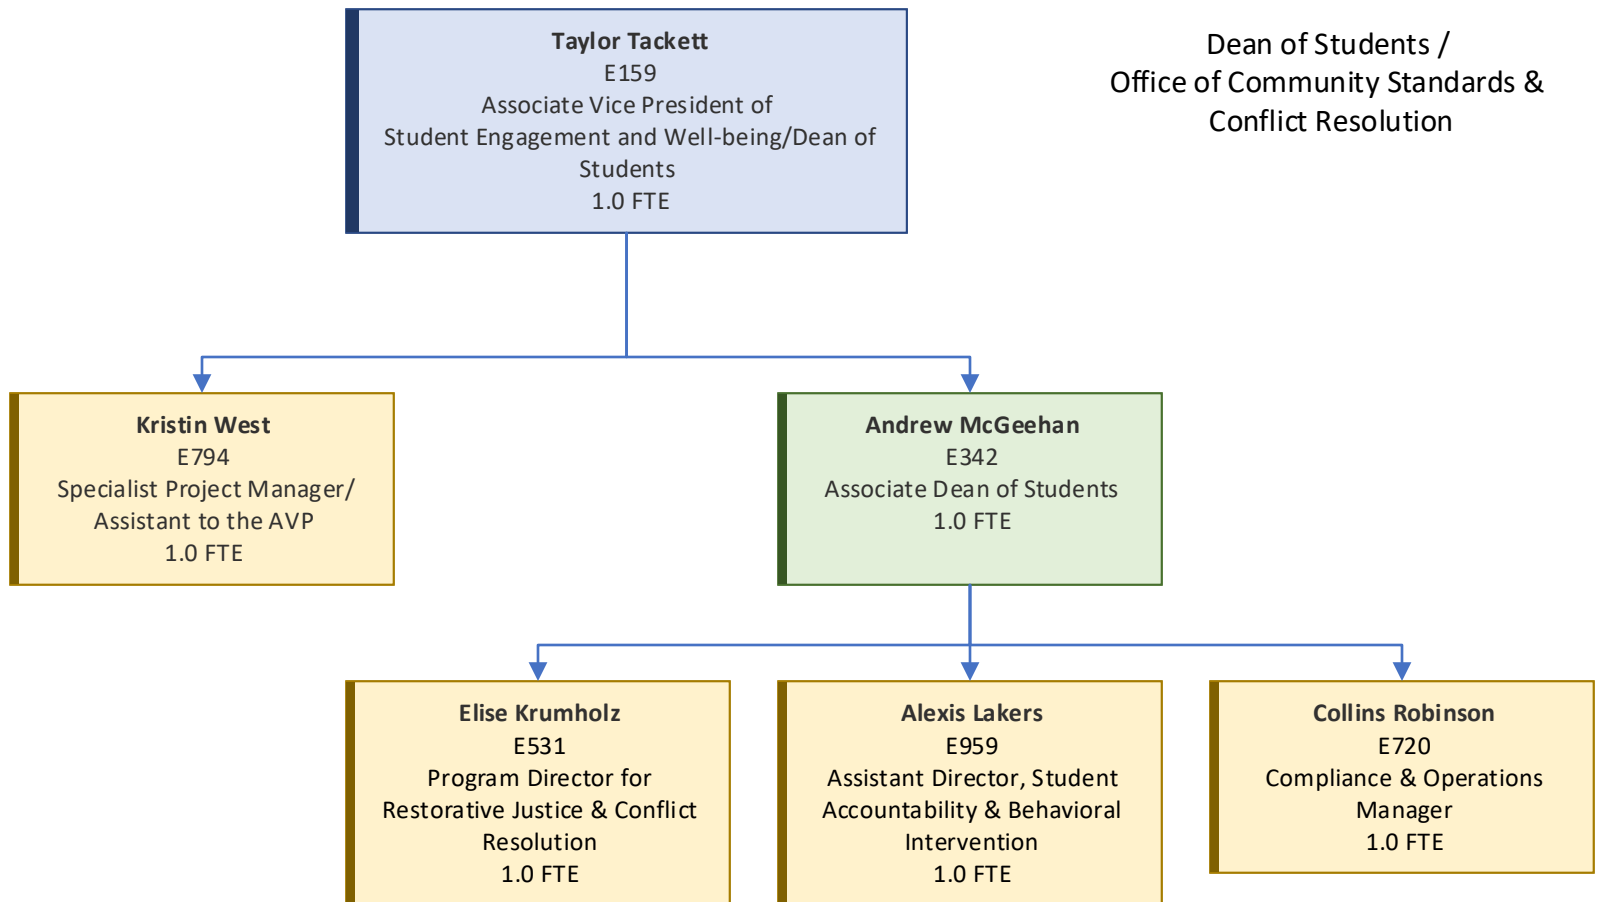 Taylor Tackett
E159
Associate Vice President of
Student Engagement and Well-being/Dean of
Students
1.0 FTE
Dean of Students /
Office of Community Standards &
Conflict Resolution
Kristin West
E794
Specialist Project Manager/
Assistant to the AVP
1.0 FTE
Andrew McGeehan
E342
Associate Dean of Students
1.0 FTE
Elise Krumholz
E531
Program Director for
Restorative Justice & Conflict
Resolution
1.0 FTE
Alexis Lakers
E959
Assistant Director, Student
Accountability & Behavioral
Intervention
1.0 FTE
Collins Robinson
E720
Compliance & Operations
Manager
1.0 FTE